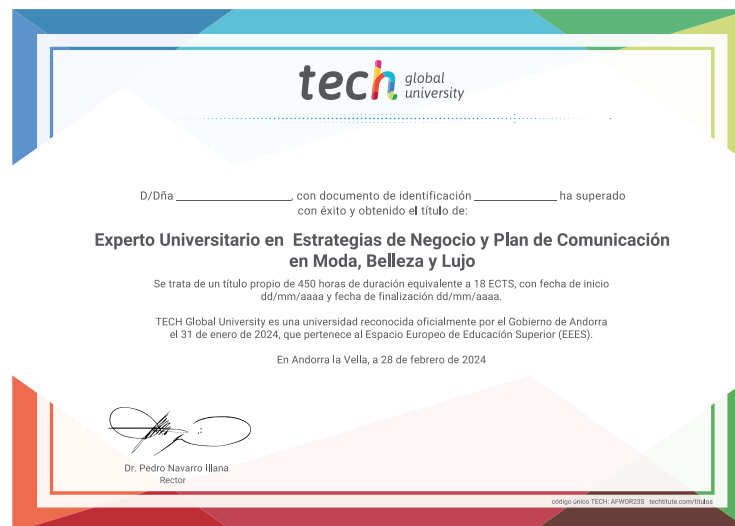 tech global university
D/Dña ______________, con documento de identificación __________ ha superado
con éxito y obtenido el título de:
Experto Universitario en Estrategias de Negocio y Plan de Comunicación
en Moda, Belleza y Lujo
Se trata de un título propio de 450 horas de duración equivalente a 18 ECTS, con fecha de inicio
dd/mm/aaaa y fecha de finalización dd/mm/aaaa.
TECH Global University es una universidad reconocida oficialmente por el Gobierno de Andorra
el 31 de enero de 2024, que pertenece al Espacio Europeo de Educación Superior (EEES).
En Andorra la Vella, a 28 de febrero de 2024
Dr. Pedro Navarro Illana
Rector
código único TECH: AFWOR235 techtitute.com/titulos